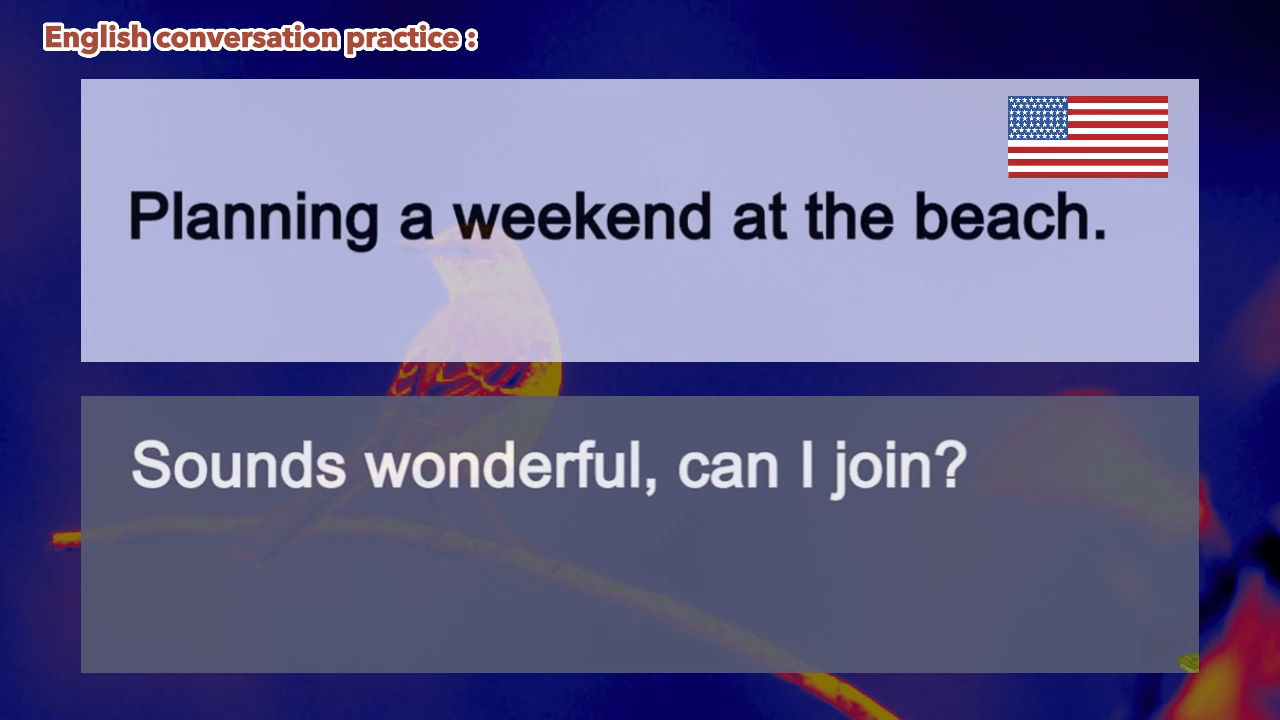 English conversation practice :
Planning a weekend at the beach.
Sounds wonderful, can I join?